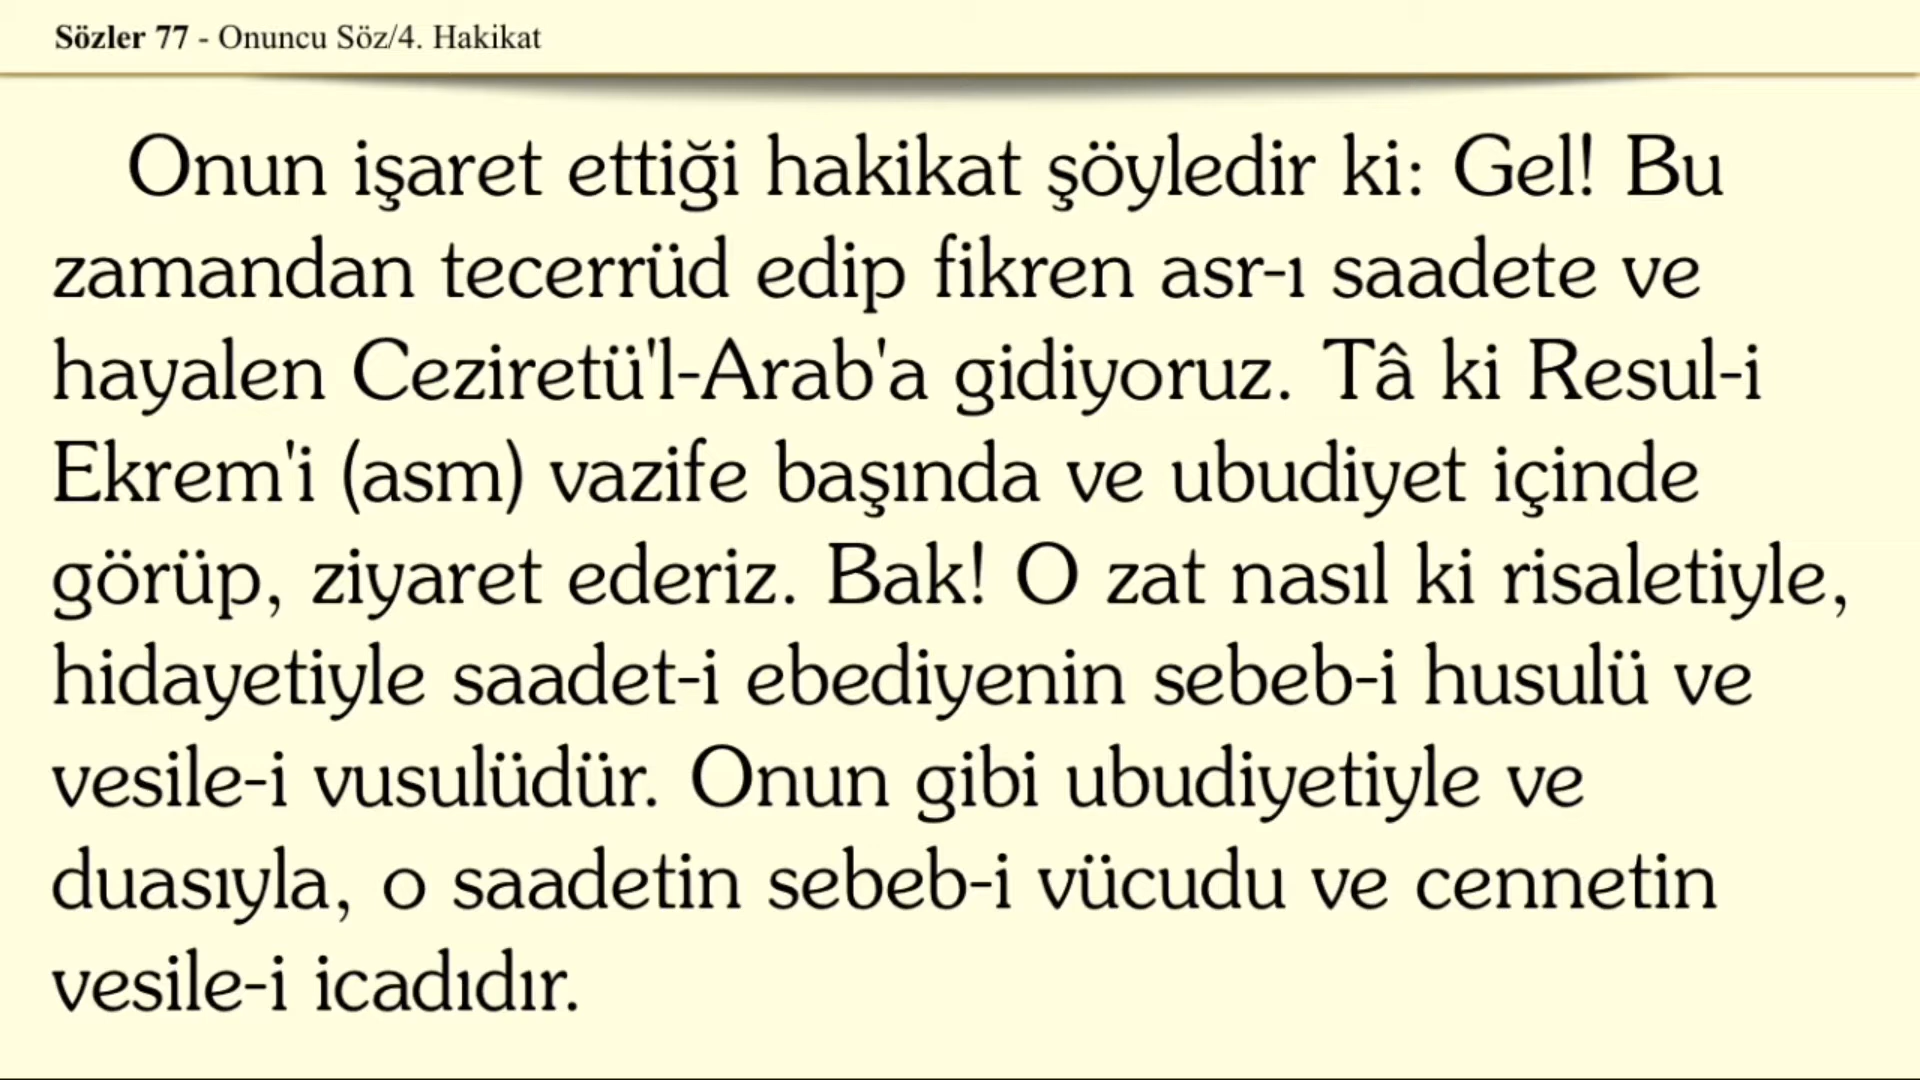 Sözler 77 - Onuncu Söz/4. Hakikat
Onun işaret ettiği hakikat şöyledir ki: Gel! Bu
zamandan tecerrüd edip fikren asr-ı saadete ve
hayalen Ceziretü'l-Arab'a gidiyoruz. Tâ ki Resul-i
Ekrem'i (asm) vazife başında ve ubudiyet içinde
görüp, ziyaret ederiz. Bak! O zat nasıl ki risaletiyle,
hidayetiyle saadet-i ebediyenin sebeb-i husulü ve
vesile-i vusulüdür. Onun gibi ubudiyetiyle ve
duasıyla, o saadetin sebeb-i vücudu ve cennetin
vesile-i icadıdır.